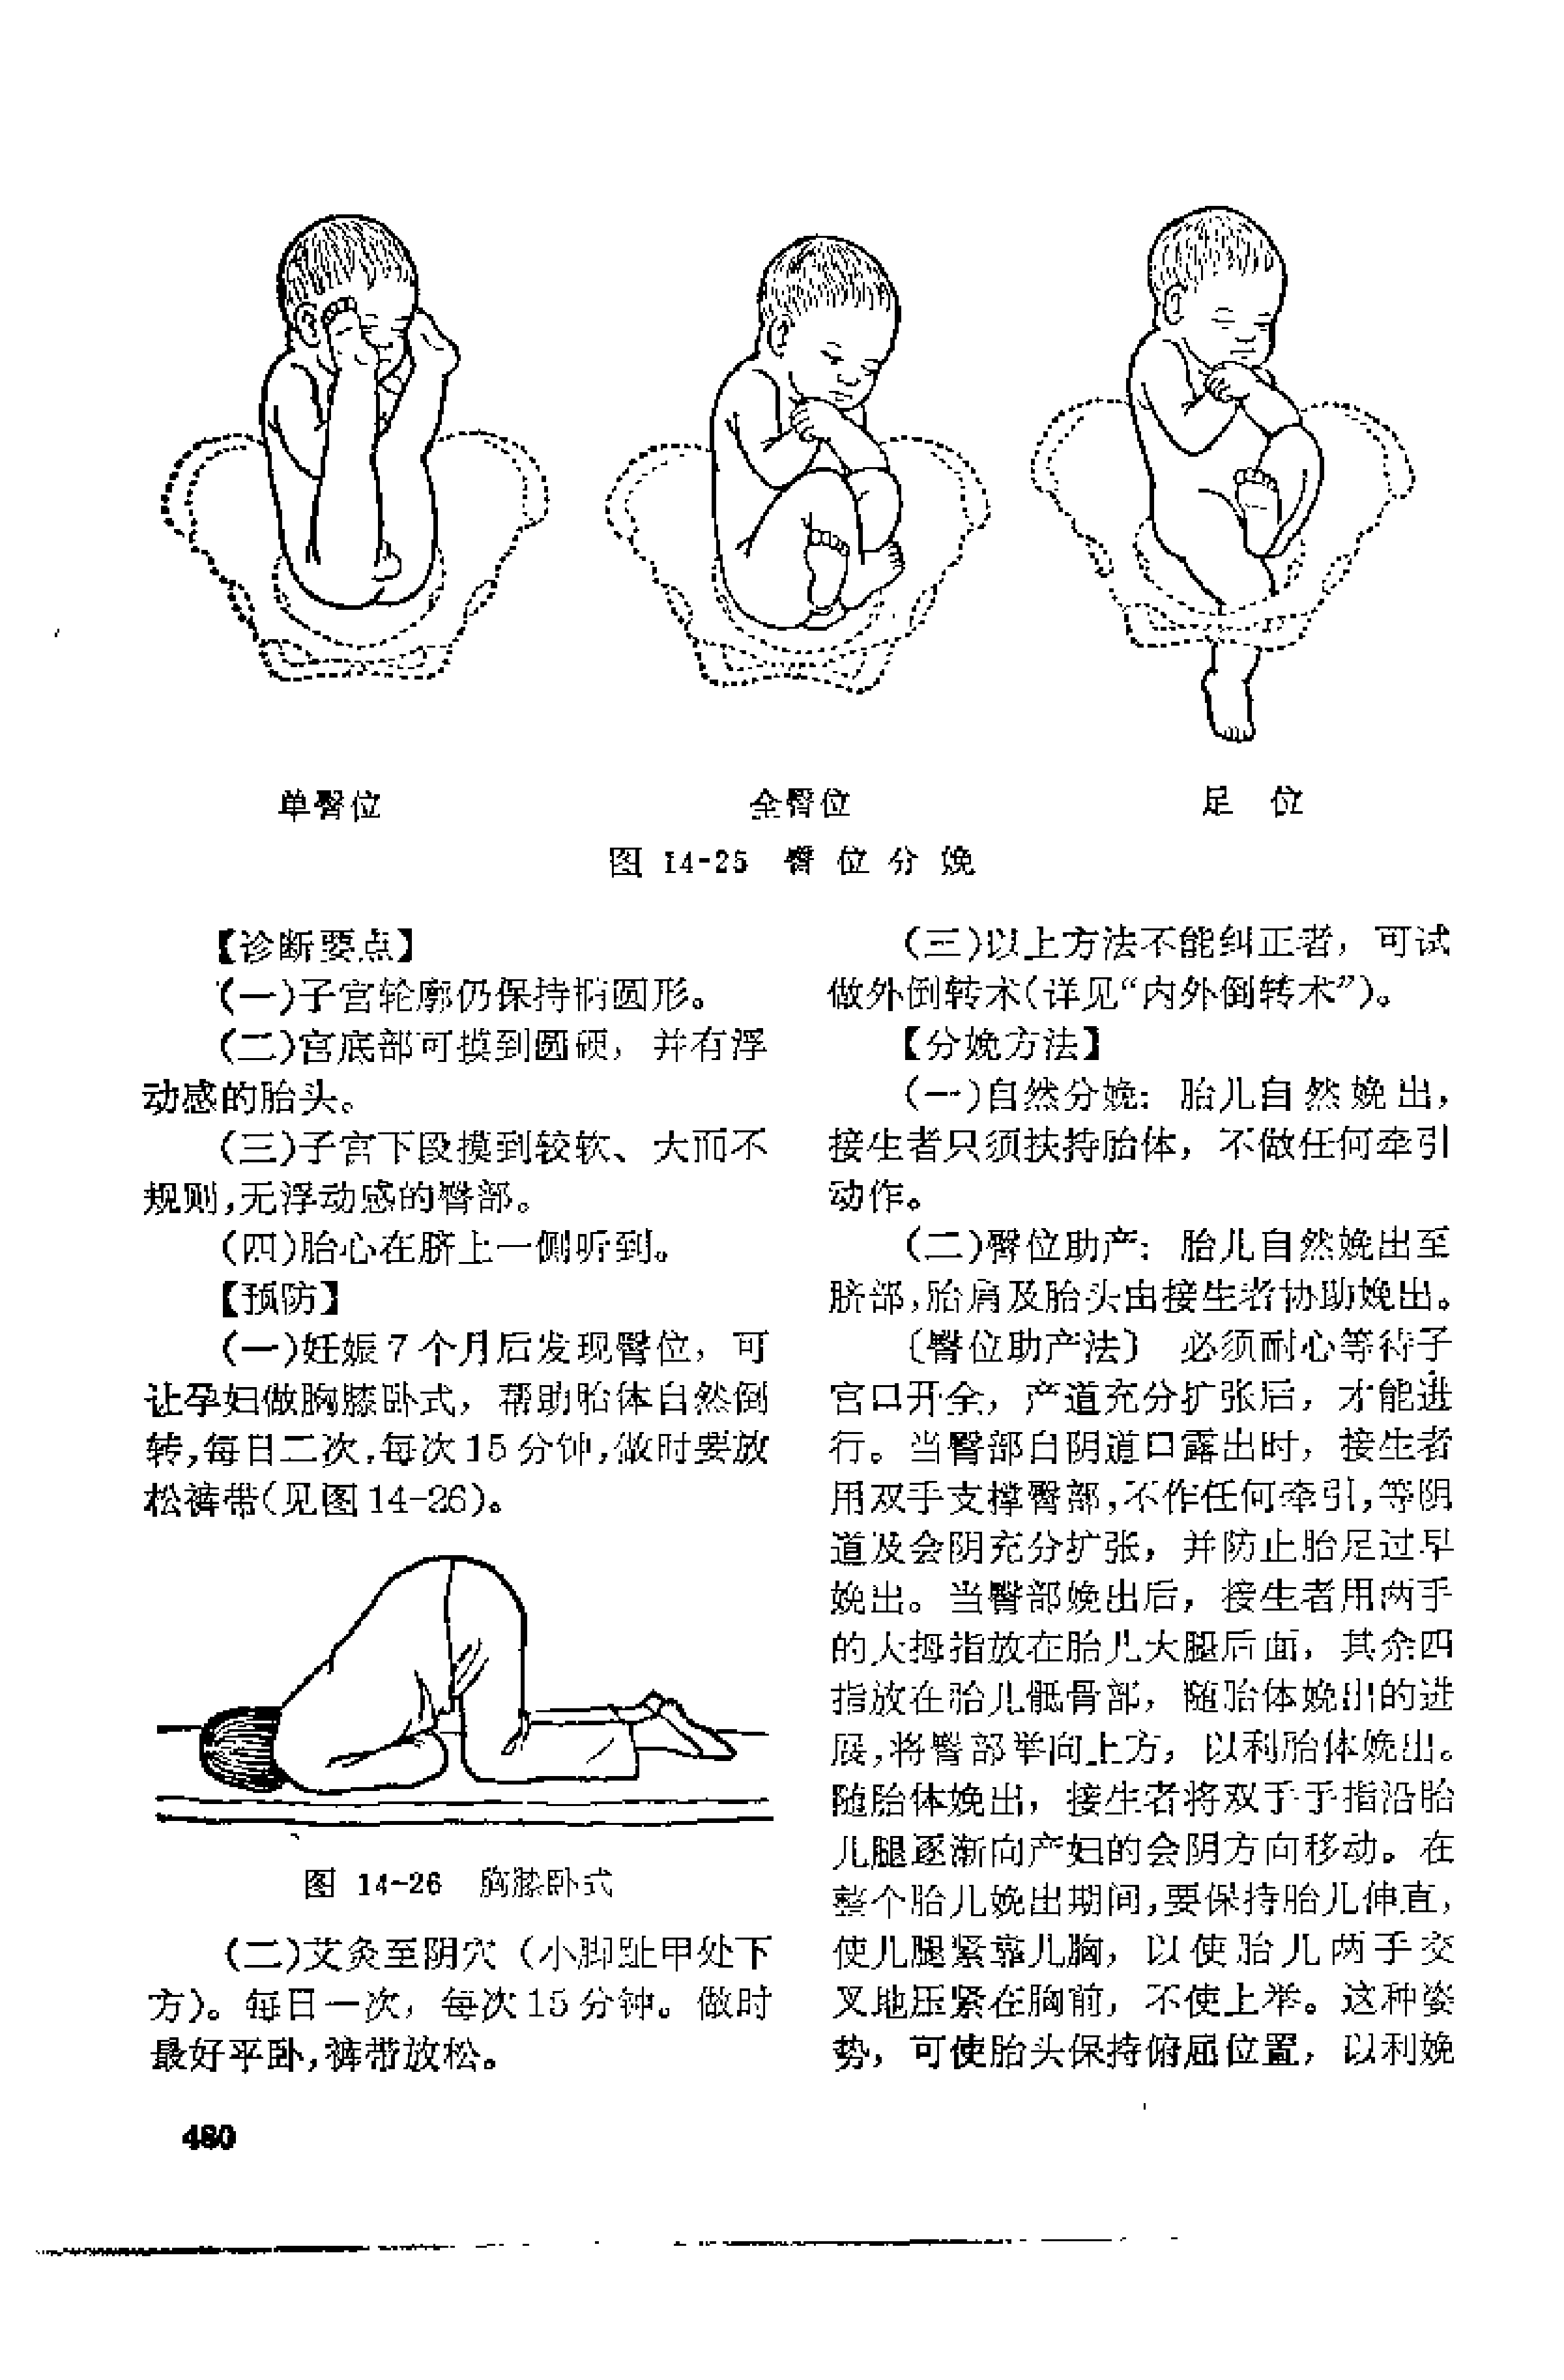 单臀位
全臀位
足 位
图 14-25 臀 位 分 娩
【诊断要点】
(一)子宫轮廓仍保持椭圆形。
(二)宫底部可摸到圆硬，并有浮
动感的胎头。
(三)子宫下段摸到较软、大而不
规则,无浮动感的臀部。
(四)胎心在脐上一侧听到。
【预防】
(一)妊娠7个月后发现臀位，可
让孕妇做胸膝卧式，帮助胎体自然倒
转,每日二次,每次15分钟,做时要放
松裤带(见图14-26)。
图 14-26 胸膝卧式
(二)艾灸至阴穴（小脚趾甲处下
方)。每日一次，每次15分钟。做时
最好平卧,裤带放松。
(三)以上方法不能纠正者，可试
做外倒转术(详见“内外倒转术”)。
【分娩方法】
(一)自然分娩：胎儿自然娩出，
接生者只须扶持胎体，不做任何牵引
动作。
(二)臀位助产：胎儿自然娩出至
脐部,胎肩及胎头由接生者协助娩出。
〔臀位助产法〕 必须耐心等待子
宫口开全，产道充分扩张后，才能进
行。当臀部自阴道口露出时，接生者
用双手支撑臀部,不作任何牵引,等阴
道及会阴充分扩张，并防止胎足过早
娩出。当臀部娩出后，接生者用两手
的大拇指放在胎儿大腿后面，其余四
指放在胎儿骶骨部，随胎体娩出的进
展,将臀部举向上方，以利胎体娩出。
随胎体娩出，接生者将双手手指沿胎
儿腿逐渐向产妇的会阴方向移动。在
整个胎儿娩出期间,要保持胎儿伸直，
使儿腿紧靠儿胸，以使胎儿两手交
叉地压紧在胸前，不使上举。这种姿
势，可使胎头保持俯屈位置，以利娩
480